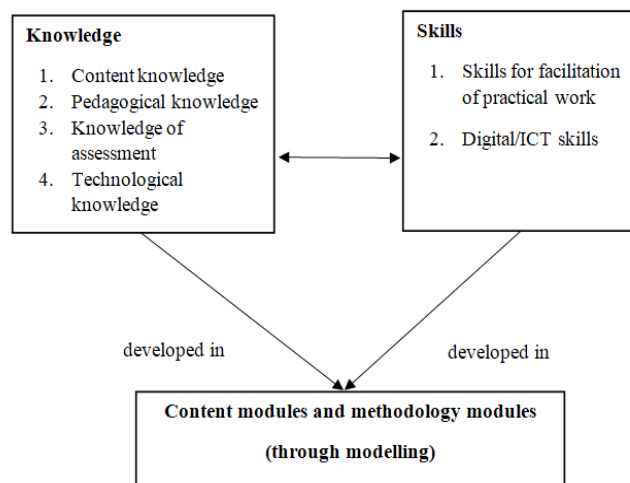 Knowledge
1. Content knowledge
2. Pedagogical knowledge
3. Knowledge of
assessment
4. Technological
knowledge
Skills
1. Skills for facilitation
of practical work
2. Digital/ICT skills
developed in
developed in
Content modules and methodology modules
(through modelling)